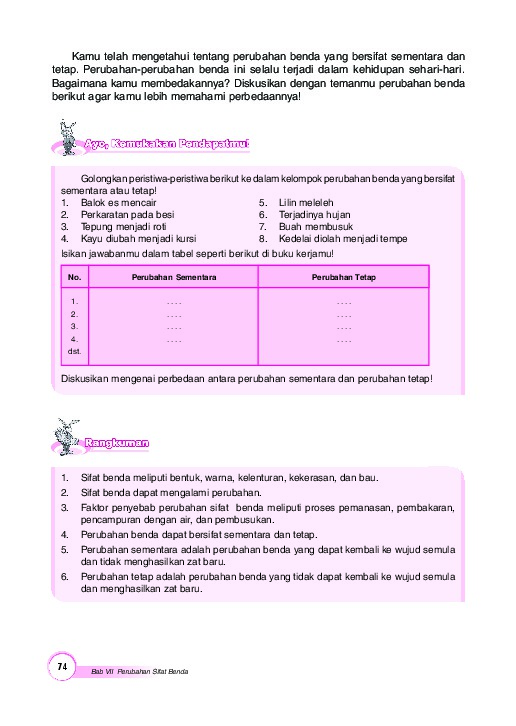 Kamu telah mengetahui tentang perubahan benda yang bersifat sementara dan
tetap. Perubahan-perubahan benda ini selalu terjadi dalam kehidupan sehari-hari.
Bagaimana kamu membedakannya? Diskusikan dengan temanmu perubahan benda
berikut agar kamu lebih memahami perbedaannya!
Ayo, Kemukakan Pendapatmu!
Golongkan peristiwa-peristiwa berikut ke dalam kelompok perubahan benda yang bersifat
sementara atau tetap!
1. Balok es mencair
2. Perkaratan pada besi
3. Tepung menjadi roti
4. Kayu diubah menjadi kursi
5. Lilin meleleh
6. Terjadinya hujan
7. Buah membusuk
8. Kedelai diolah menjadi tempe
Isikan jawabanmu dalam tabel seperti berikut di buku kerjamu!
No. Perubahan Sementara Perubahan Tetap
1. . . . . . . . .
2. . . . . . . . .
3. . . . . . . . .
4. . . . . . . . .
dst.
Diskusikan mengenai perbedaan antara perubahan sementara dan perubahan tetap!
Rangkuman
1. Sifat benda meliputi bentuk, warna, kelenturan, kekerasan, dan bau.
2. Sifat benda dapat mengalami perubahan.
3. Faktor penyebab perubahan sifat benda meliputi proses pemanasan, pembakaran,
pencampuran dengan air, dan pembusukan.
4. Perubahan benda dapat bersifat sementara dan tetap.
5. Perubahan sementara adalah perubahan benda yang dapat kembali ke wujud semula
dan tidak menghasilkan zat baru.
6. Perubahan tetap adalah perubahan benda yang tidak dapat kembali ke wujud semula
dan menghasilkan zat baru.
74 Bab VII Perubahan Sifat Benda